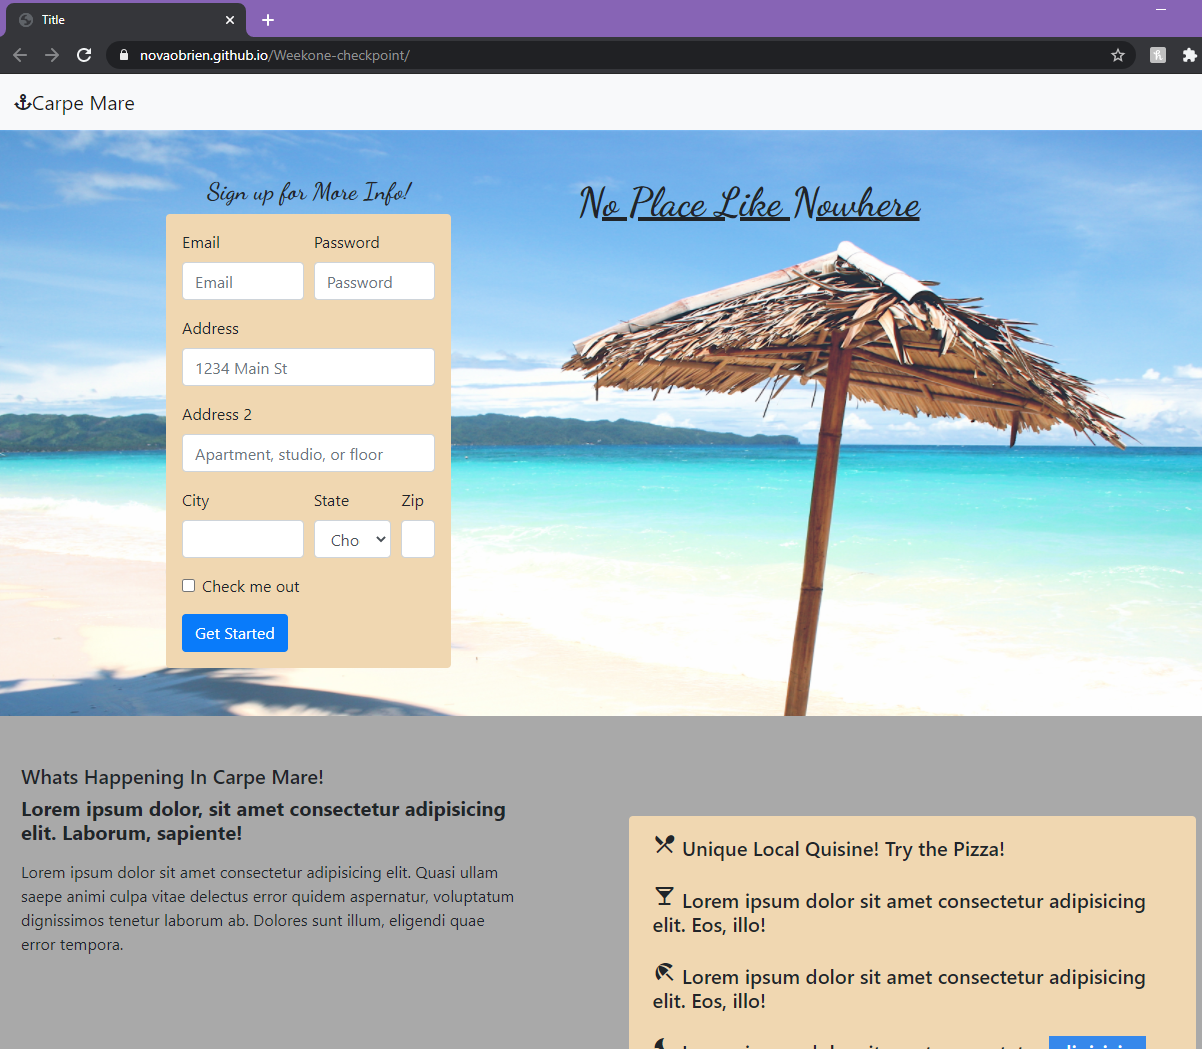 Title
novaobrien.github.io/Weekone-checkpoint/
Carpe Mare
Sign up for More Info!
No Place Like Nowhere
Email Password
Email Password
Address
1234 Main St
Address 2
Apartment, studio, or floor
City State Zip
Cho
Check me out
Get Started
Whats Happening In Carpe Mare!
Lorem ipsum dolor, sit amet consectetur adipisicing
elit. Laborum, sapiente!
Lorem ipsum dolor sit amet consectetur adipisicing elit. Quasi ullam
saepe animi culpa vitae delectus error quidem aspernatur, voluptatum
dignissimos tenetur laborum ab. Dolores sunt illum, eligendi quae
error tempora.
Unique Local Quisine! Try the Pizza!
Lorem ipsum dolor sit amet consectetur adipisicing
elit. Eos, illo!
Lorem ipsum dolor sit amet consectetur adipisicing
elit. Eos, illo!